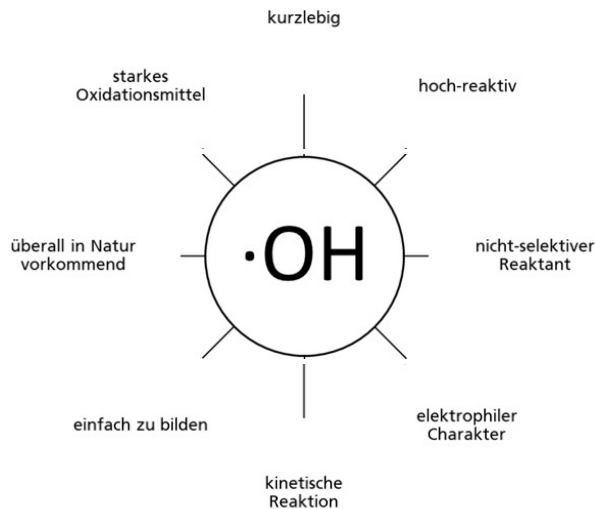 kurzlebig
starkes
Oxidationsmittel
hoch-reaktiv
überall in Natur
vorkommend
·OH
nicht-selektiver
Reaktant
einfach zu bilden
elektrophiler
Charakter
kinetische
Reaktion